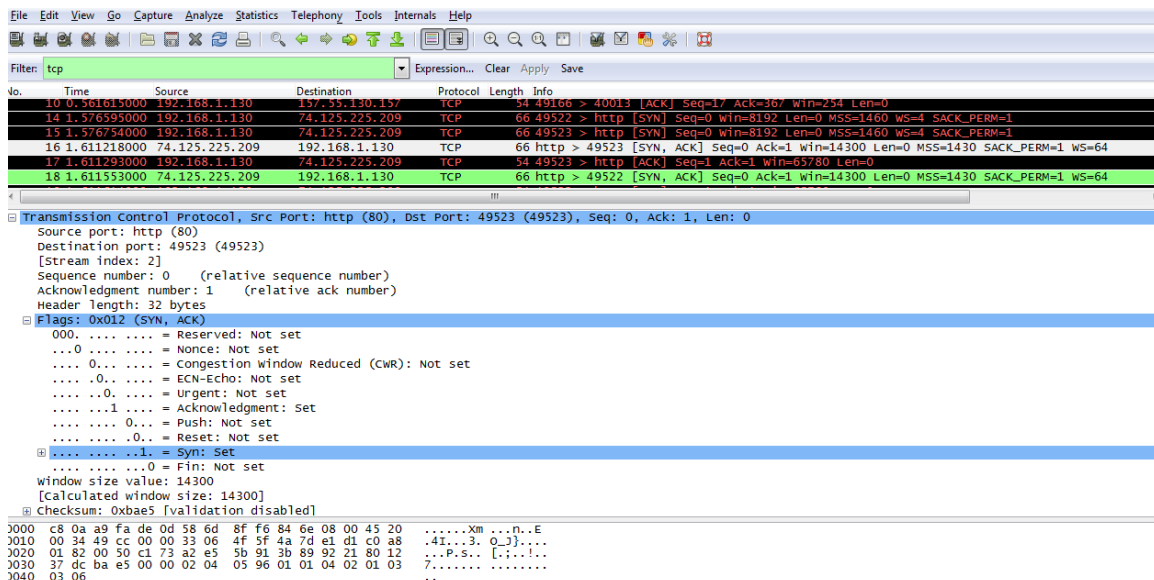 File Edit View Go Capture Analyze Statistics Telephony Tools Internals Help
Filter: tcp Expression... Clear Apply Save
No. Time Source Destination Protocol Length Info
10 0.561615000 192.168.1.130 157.55.130.157 TCP 54 49166 > 40013 [ACK] Seq=17 Ack=367 Win=254 Len=0
14 1.576595000 192.168.1.130 74.125.225.209 TCP 66 49522 > http [SYN] Seq=0 Win=8192 Len=0 MSS=1460 WS=4 SACK_PERM=1
15 1.576754000 192.168.1.130 74.125.225.209 TCP 66 49523 > http [SYN] Seq=0 Win=8192 Len=0 MSS=1460 WS=4 SACK_PERM=1
16 1.611218000 74.125.225.209 192.168.1.130 TCP 66 http > 49523 [SYN, ACK] Seq=0 Ack=1 Win=14300 Len=0 MSS=1430 SACK_PERM=1 WS=64
17 1.611293000 192.168.1.130 74.125.225.209 TCP 54 49523 > http [ACK] Seq=1 Ack=1 Win=65780 Len=0
18 1.611553000 74.125.225.209 192.168.1.130 TCP 66 http > 49522 [SYN, ACK] Seq=0 Ack=1 Win=14300 Len=0 MSS=1430 SACK_PERM=1 WS=64
Transmission Control Protocol, Src Port: http (80), Dst Port: 49523 (49523), Seq: 0, Ack: 1, Len: 0
Source port: http (80)
Destination port: 49523 (49523)
[Stream index: 2]
Sequence number: 0 (relative sequence number)
Acknowledgment number: 1 (relative ack number)
Header length: 32 bytes
Flags: 0x012 (SYN, ACK)
000. .... .... = Reserved: Not set
...0 .... .... = Nonce: Not set
.... 0... .... = Congestion Window Reduced (CWR): Not set
.... .0.. .... = ECN-Echo: Not set
.... ..0. .... = Urgent: Not set
.... ...1 .... = Acknowledgment: Set
.... .... 0... = Push: Not set
.... .... .0.. = Reset: Not set
.... .... ..1. = Syn: Set
.... .... ...0 = Fin: Not set
Window size value: 14300
[Calculated window size: 14300]
Checksum: 0xbae5 [validation disabled]
0000 c8 0a a9 fa de 0d 58 6d 8f f6 84 6e 08 00 45 20 ......Xm ...n..E
0010 00 34 49 cc 00 00 33 06 4f 5f 4a 7d e1 d1 c0 a8 .4I...3. O_J}....
0020 01 82 00 50 c1 73 a2 e5 5b 91 3b 89 92 21 80 12 ...P.s.. [.;..!..
0030 37 dc ba e5 00 00 02 04 05 96 01 01 04 02 01 03 7....... ........
0040 03 06 ..